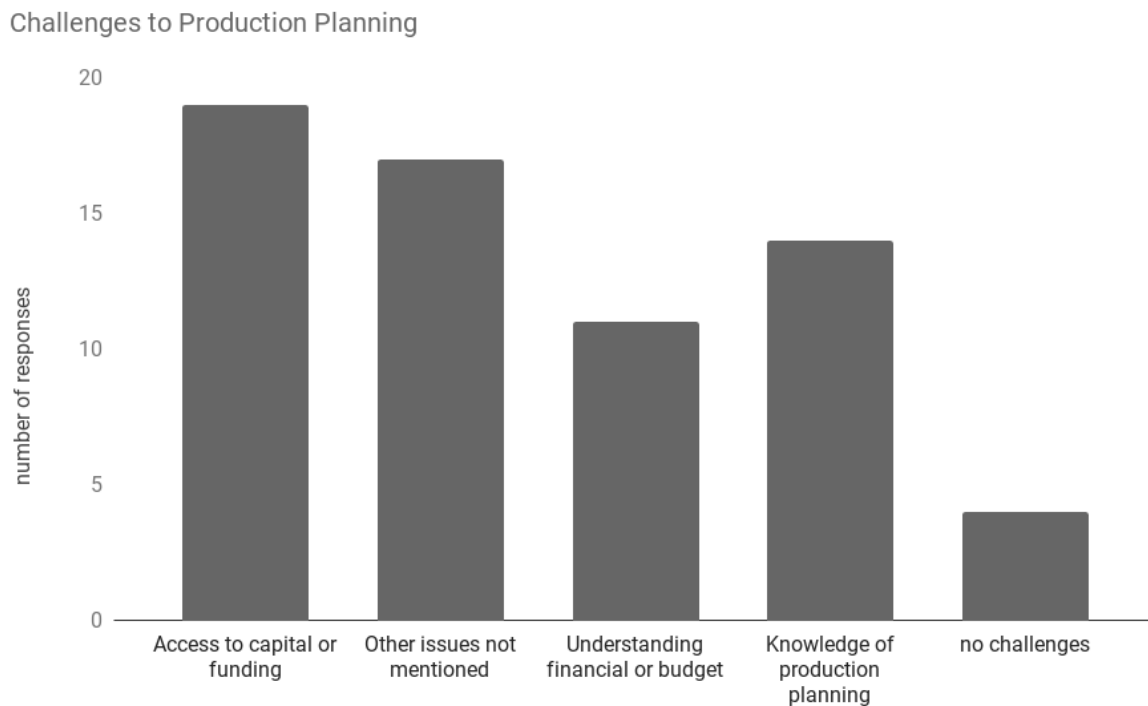 Challenges to Production Planning
20
15
10
5
0
number of responses
Access to capital or
funding
Other issues not
mentioned
Understanding
financial or budget
Knowledge of
production
planning
no challenges